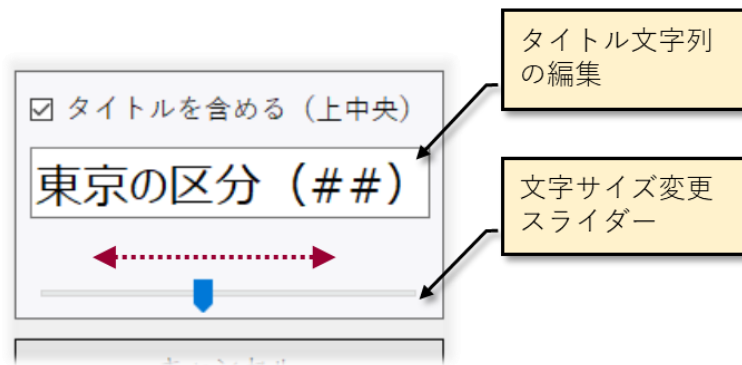 タイトル文字列
の編集
タイトルを含める（上中央）
東京の区分（##）
文字サイズ変更
スライダー